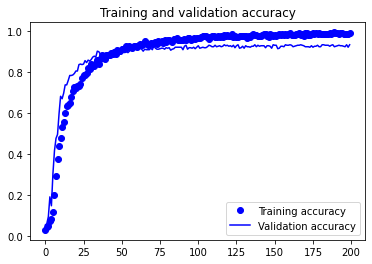 Training and validation accuracy
1.0
0.8
0.6
0.4
0.2
0.0
Training accuracy
Validation accuracy
0 25 50 75 100 125 150 175 200